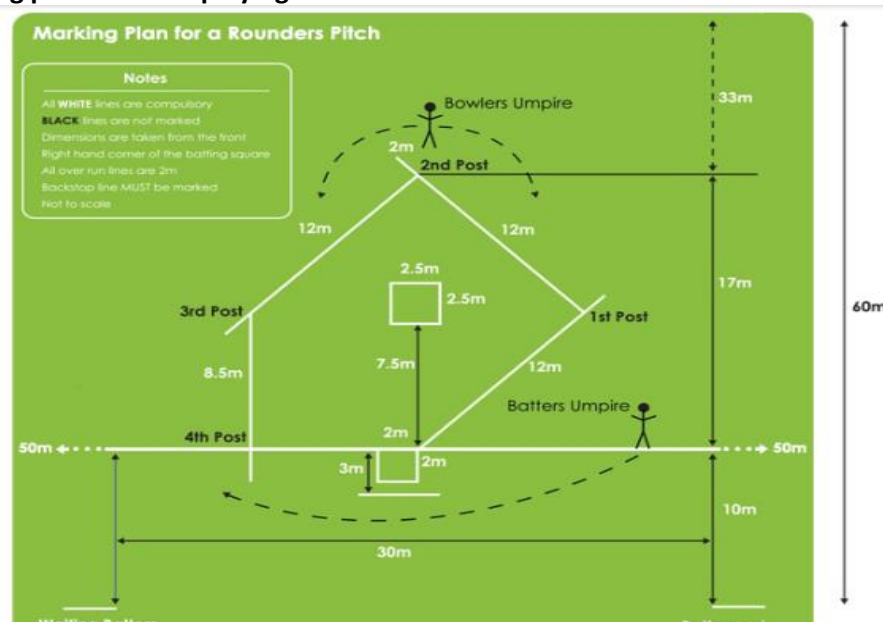 Marking Plan for a Rounders Pitch
Notes
All WHITE lines are compulsory
BLACK lines are not marked
Dimensions are taken from the front
Right hand corner of the batting square
All over run lines are 2m
Backstop line MUST be marked
Not to scale
Bowlers Umpire
33m
2m
2nd Post
12m
12m
2.5m
2.5m
17m
3rd Post
1st Post
60m
7.5m
12m
8.5m
Batters Umpire
4th Post
2m
50m
50m
3m
2m
10m
30m